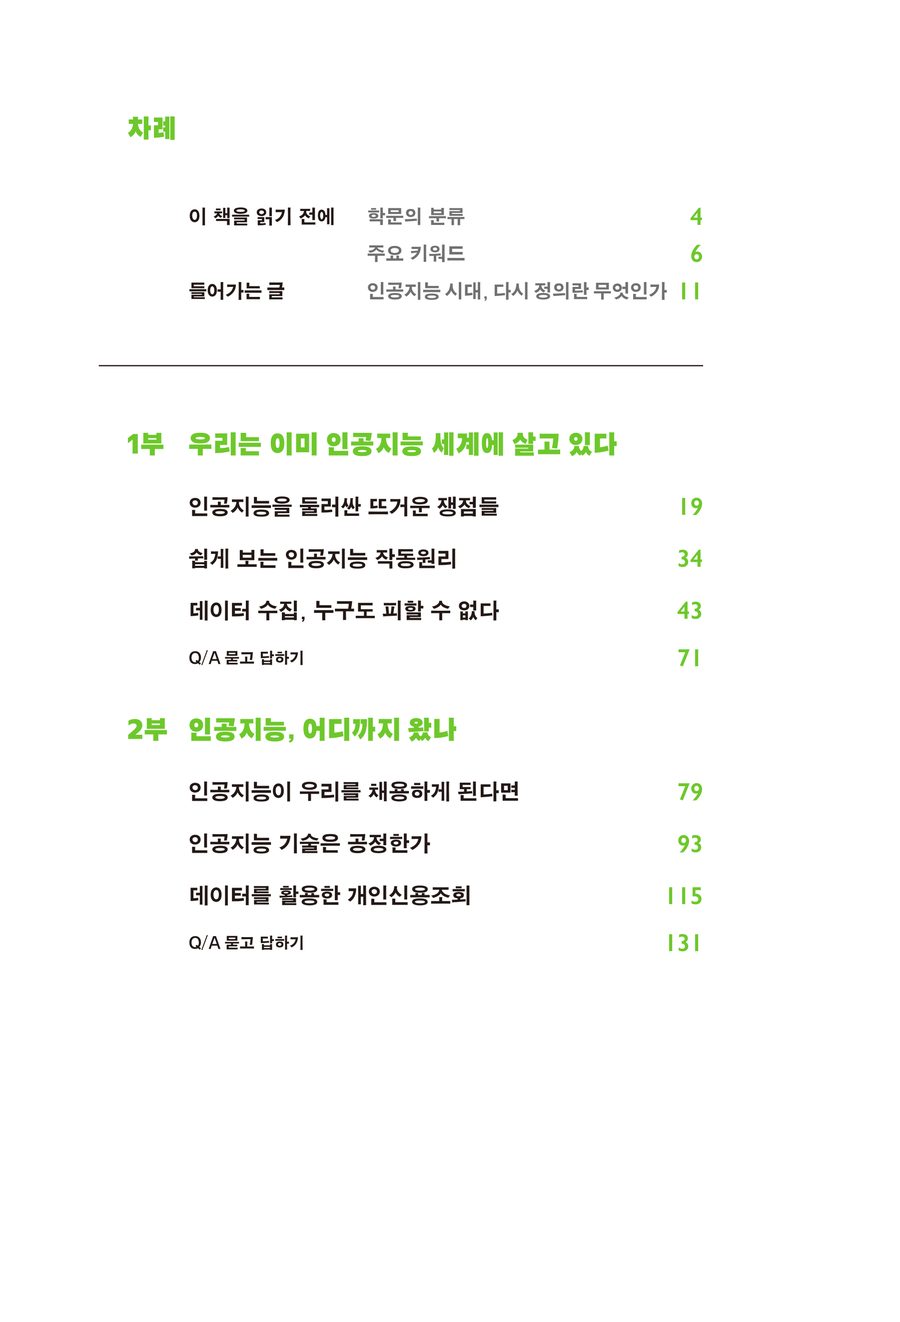 차례
이 책을 읽기 전에 학문의 분류 4
주요 키워드 6
들어가는 글 인공지능 시대, 다시 정의란 무엇인가 11
1부 우리는 이미 인공지능 세계에 살고 있다
인공지능을 둘러싼 뜨거운 쟁점들 19
쉽게 보는 인공지능 작동원리 34
데이터 수집, 누구도 피할 수 없다 43
Q/A 묻고 답하기 71
2부 인공지능, 어디까지 왔나
인공지능이 우리를 채용하게 된다면 79
인공지능 기술은 공정한가 93
데이터를 활용한 개인신용조회 115
Q/A 묻고 답하기 131